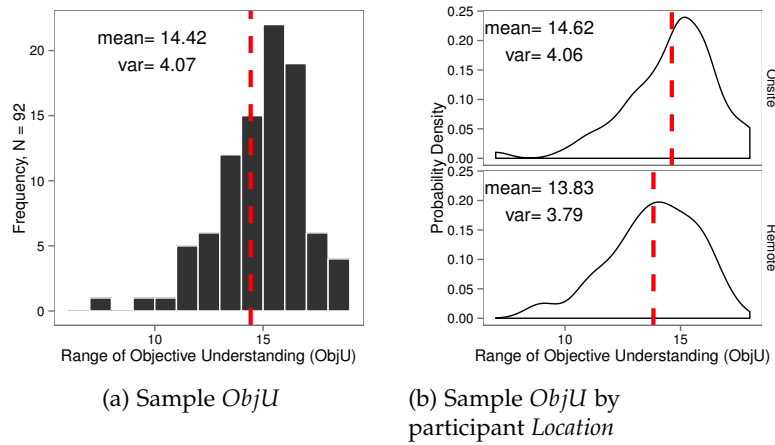 mean= 14.42
var= 4.07
Frequency, N = 92
20
15
10
5
0
10
15
Range of Objective Understanding (ObjU)
(a) Sample ObjU
mean= 14.62
var= 4.06
0.25
0.20
0.15
0.10
0.05
0.00
Onsite
Probability Density
mean= 13.83
var= 3.79
0.25
0.20
0.15
0.10
0.05
0.00
Remote
10
15
Range of Objective Understanding (ObjU)
(b) Sample ObjU by
participant Location